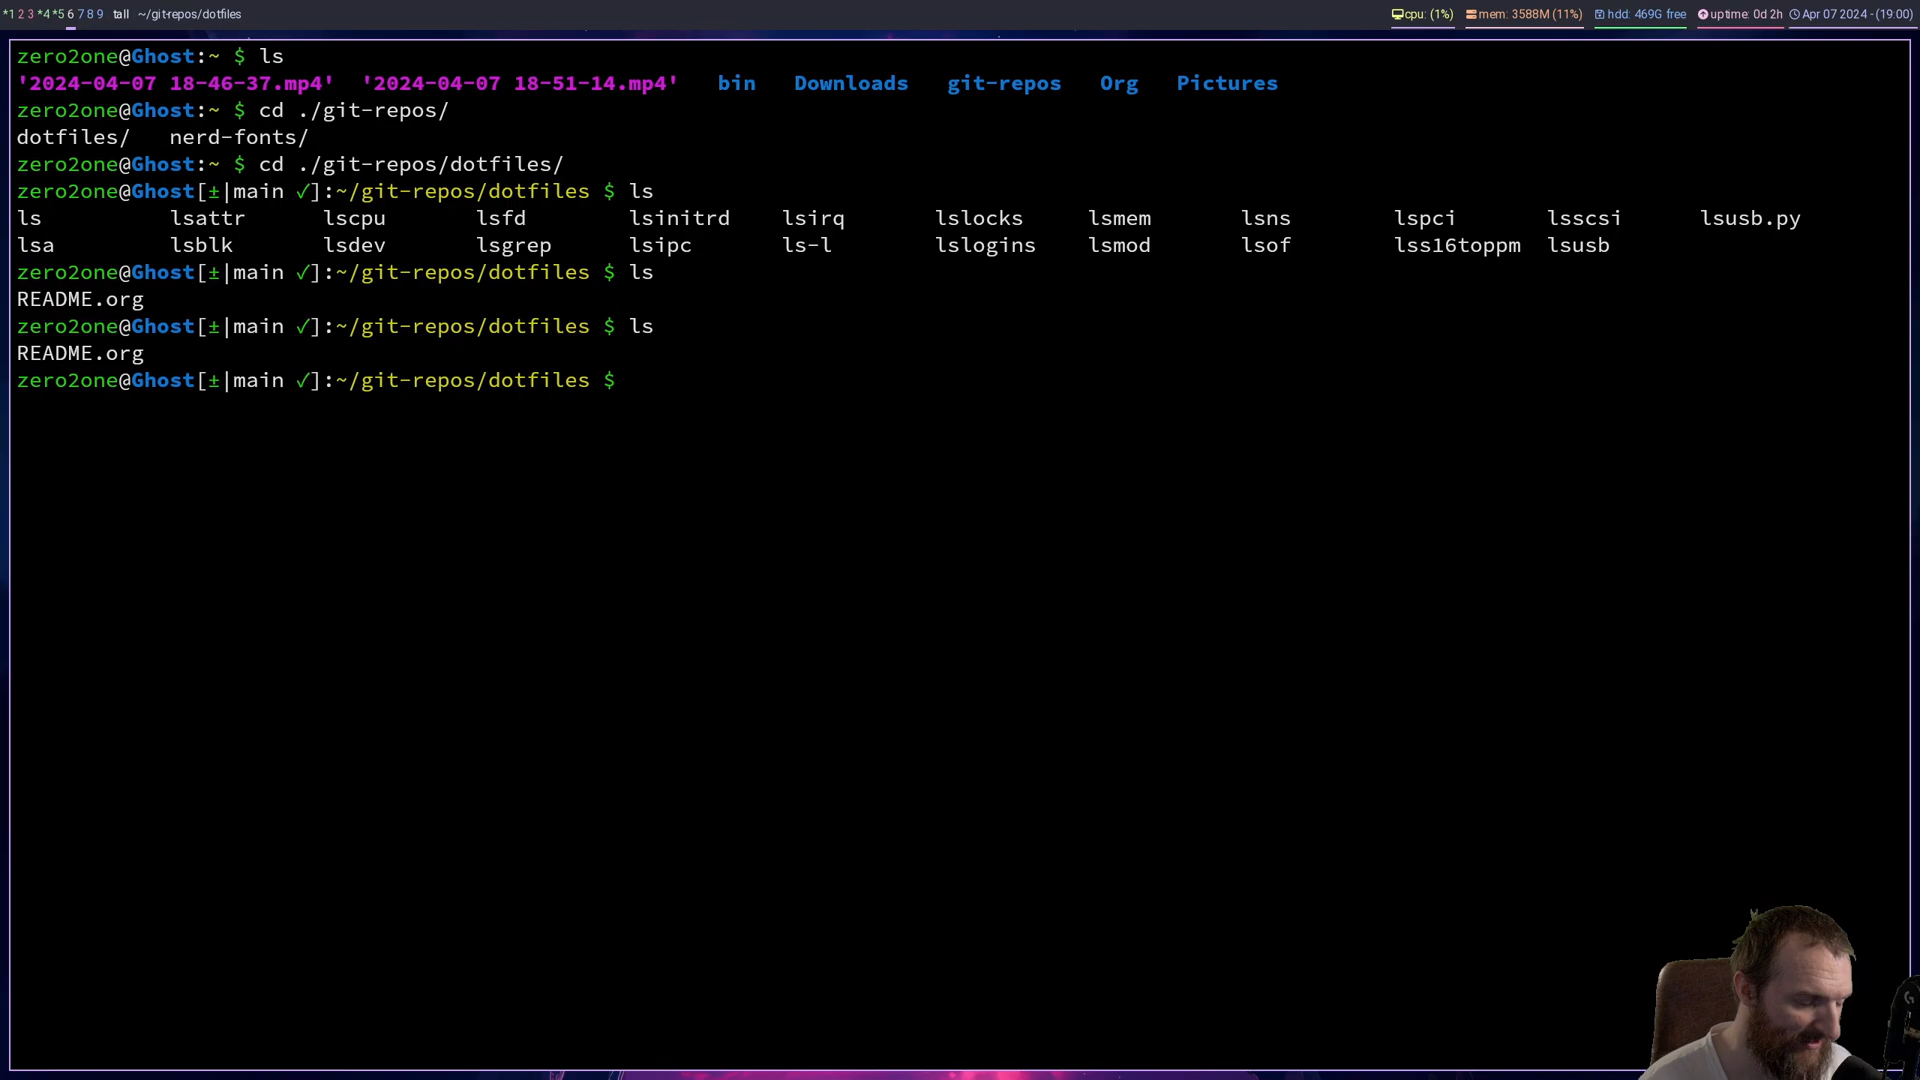 *1 2 3 *4 *5 6 7 8 9 tall ~/git-repos/dotfiles cpu: (1%) mem: 3588M (11%) hdd: 469G free uptime: 0d 2h Apr 07 2024 - (19:00)
zero2one@Ghost:~ $ ls
'2024-04-07 18-46-37.mp4' '2024-04-07 18-51-14.mp4' bin Downloads git-repos Org Pictures
zero2one@Ghost:~ $ cd ./git-repos/
dotfiles/ nerd-fonts/
zero2one@Ghost:~ $ cd ./git-repos/dotfiles/
zero2one@Ghost[±|main ✓]:~/git-repos/dotfiles $ ls
ls lsattr lscpu lsfd lsinitrd lsirq lslocks lsmem lsns lspci lsscsi lsusb.py
lsa lsblk lsdev lsgrep lsipc ls-l lslogins lsmod lsof lss16toppm lsusb
zero2one@Ghost[±|main ✓]:~/git-repos/dotfiles $ ls
README.org
zero2one@Ghost[±|main ✓]:~/git-repos/dotfiles $ ls
README.org
zero2one@Ghost[±|main ✓]:~/git-repos/dotfiles $